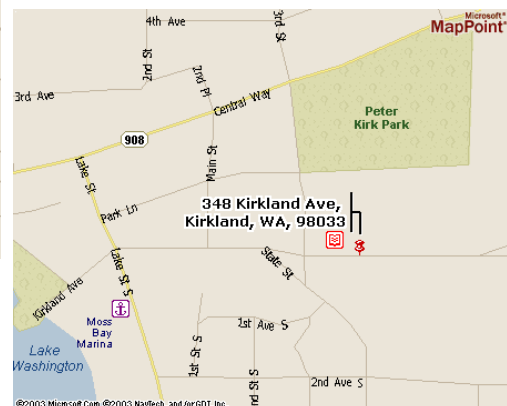 Microsoft®
MapPoint®
4th Ave
3rd St
2nd St
2nd Pl
3rd Ave
Central Way
Peter
Kirk Park
908
Main St
Lake St
348 Kirkland Ave,
Kirkland, WA, 98033
Park Ln
State St
Lake St S
Kirkland Ave
Moss
Bay
Marina
1st Ave S
Lake
Washington
1st St S
2nd St S
2nd Ave S
©2003 Microsoft Corp ©2003 NavTech, and/or GDT, Inc.